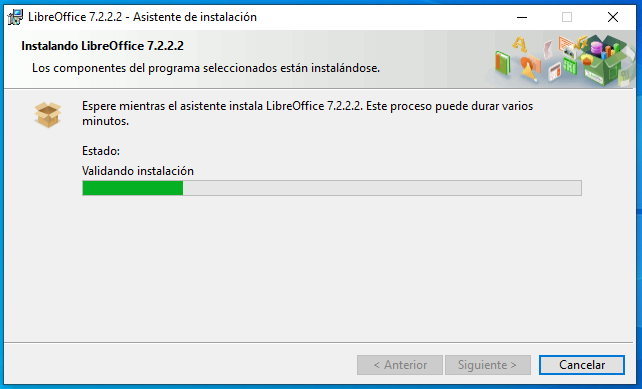 LibreOffice 7.2.2.2 - Asistente de instalación
Instalando LibreOffice 7.2.2.2
Los componentes del programa seleccionados están instalándose.
Espere mientras el asistente instala LibreOffice 7.2.2.2. Este proceso puede durar varios
minutos.
Estado:
Validando instalación
< Anterior
Siguiente >
Cancelar